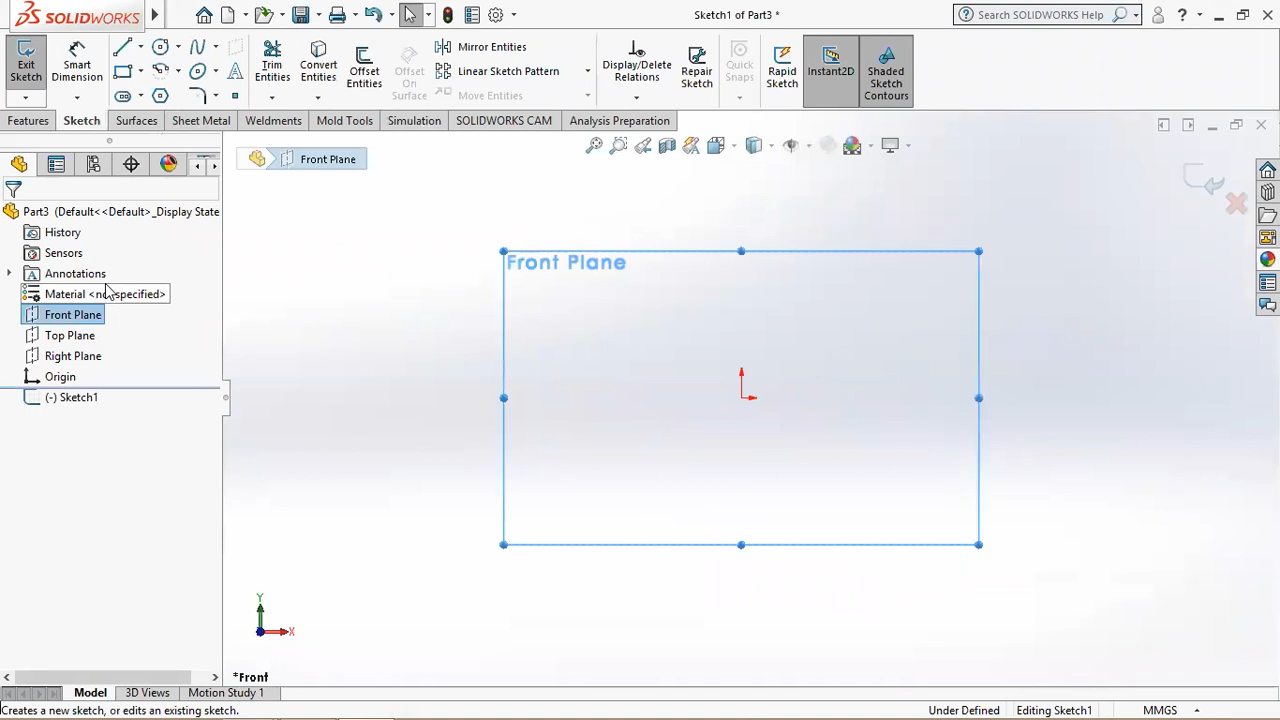 SOLIDWORKS
Sketch1 of Part3 *
Search SOLIDWORKS Help
?
Exit Sketch
Smart Dimension
Trim Entities
Convert Entities
Offset Entities
Offset On Surface
Mirror Entities
Linear Sketch Pattern
Move Entities
Display/Delete Relations
Repair Sketch
Quick Snaps
Rapid Sketch
Instant2D
Shaded Sketch Contours
Features
Sketch
Surfaces
Sheet Metal
Weldments
Mold Tools
Simulation
SOLIDWORKS CAM
Analysis Preparation
Front Plane
Part3 (Default<<Default>_Display State
History
Sensors
Annotations
Material <not specified>
Front Plane
Top Plane
Right Plane
Origin
(-) Sketch1
Front Plane
Y
X
*Front
Model
3D Views
Motion Study 1
Creates a new sketch, or edits an existing sketch.
Under Defined
Editing Sketch1
MMGS